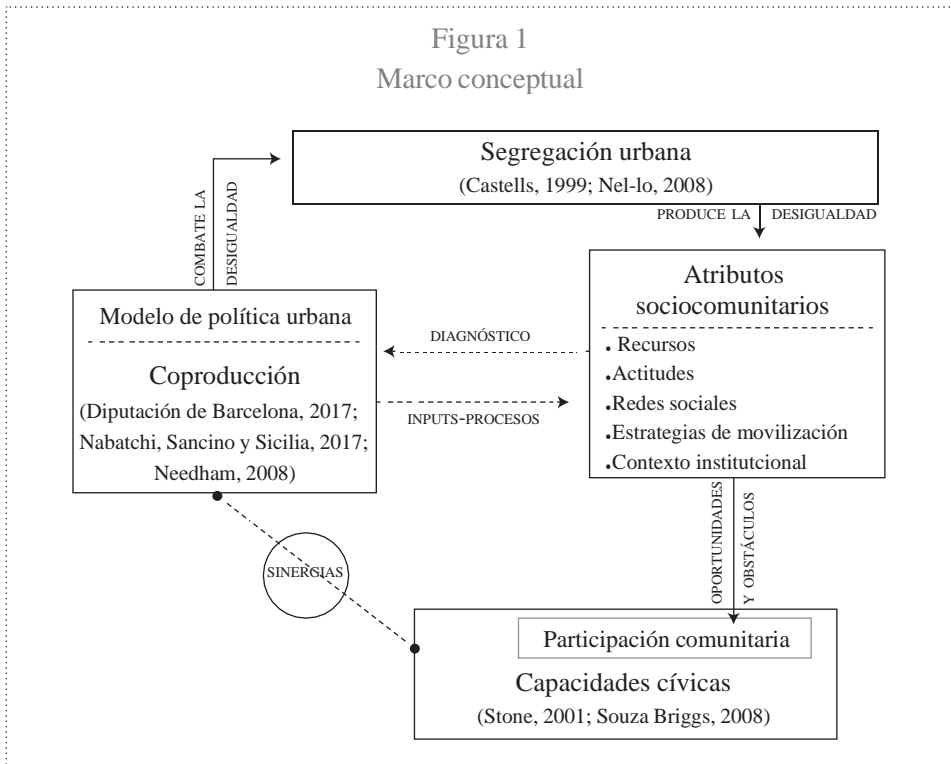 Figura 1
Marco conceptual
Segregación urbana
(Castells, 1999; Nel-lo, 2008)
COMBATE LA
DESIGUALDAD
PRODUCE LA DESIGUALDAD
Modelo de política urbana
Coproducción
(Diputación de Barcelona, 2017;
Nabatchi, Sancino y Sicilia, 2017;
Needham, 2008)
DIAGNÓSTICO
INPUTS-PROCESOS
Atributos
sociocomunitarios
. Recursos
.Actitudes
.Redes sociales
.Estrategias de movilización
.Contexto institutcional
OPORTUNIDADES
Y OBSTÁCULOS
SINERGIAS
Participación comunitaria
Capacidades cívicas
(Stone, 2001; Souza Briggs, 2008)